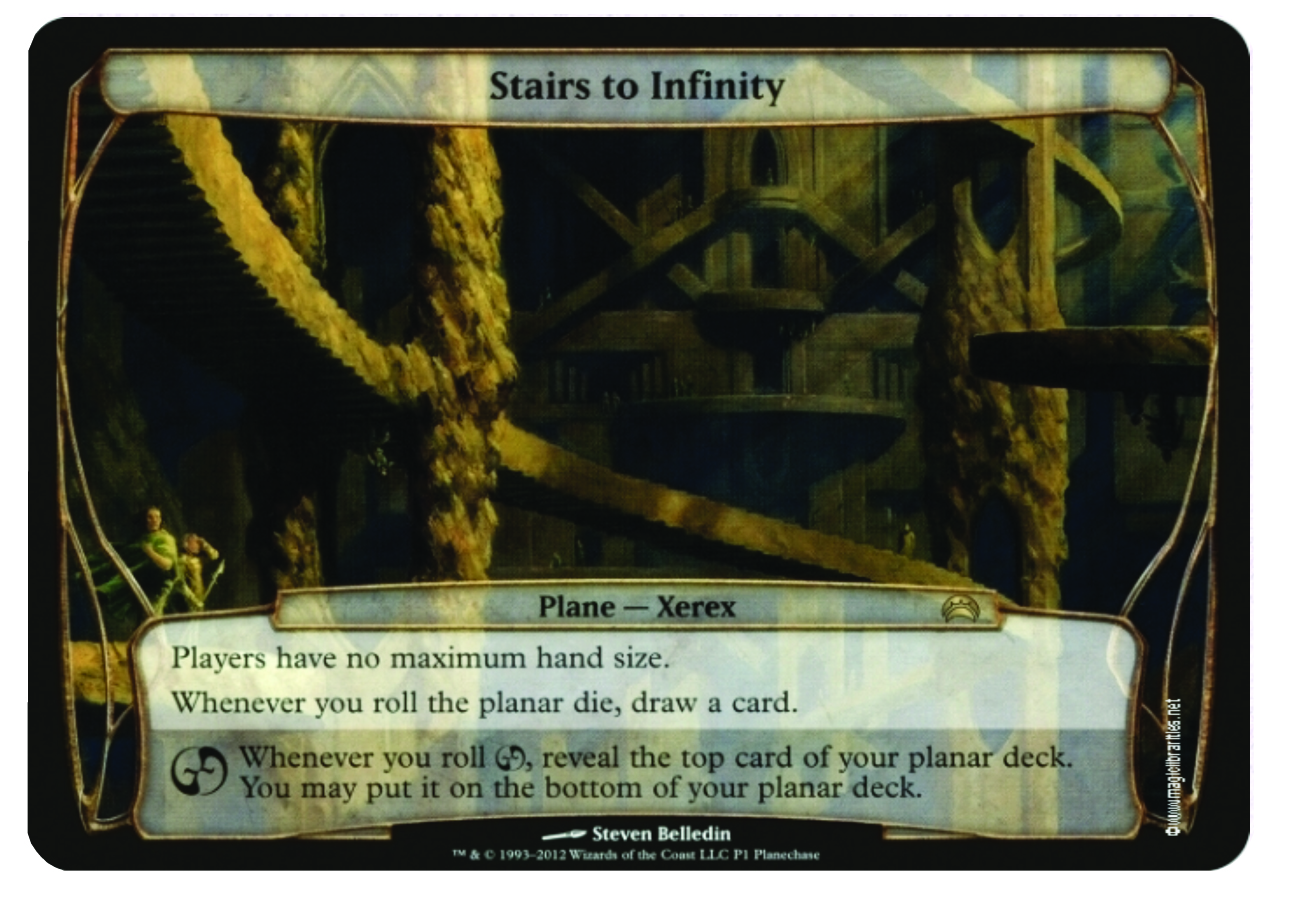 Stairs to Infinity
Plane — Xerex
Players have no maximum hand size.
Whenever you roll the planar die, draw a card.
Whenever you roll , reveal the top card of your planar deck.
You may put it on the bottom of your planar deck.
Steven Belledin
™ & © 1993–2012 Wizards of the Coast LLC P1 Planechase
©www.magiclibrarities.net